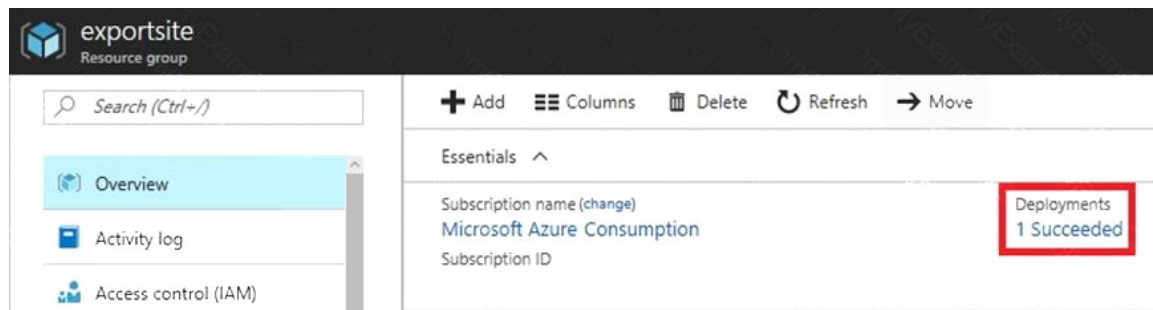 exportsite
Resource group
Search (Ctrl+/)
Add Columns Delete Refresh Move
Essentials
Overview
Activity log
Access control (IAM)
Subscription name (change)
Microsoft Azure Consumption
Subscription ID
Deployments
1 Succeeded